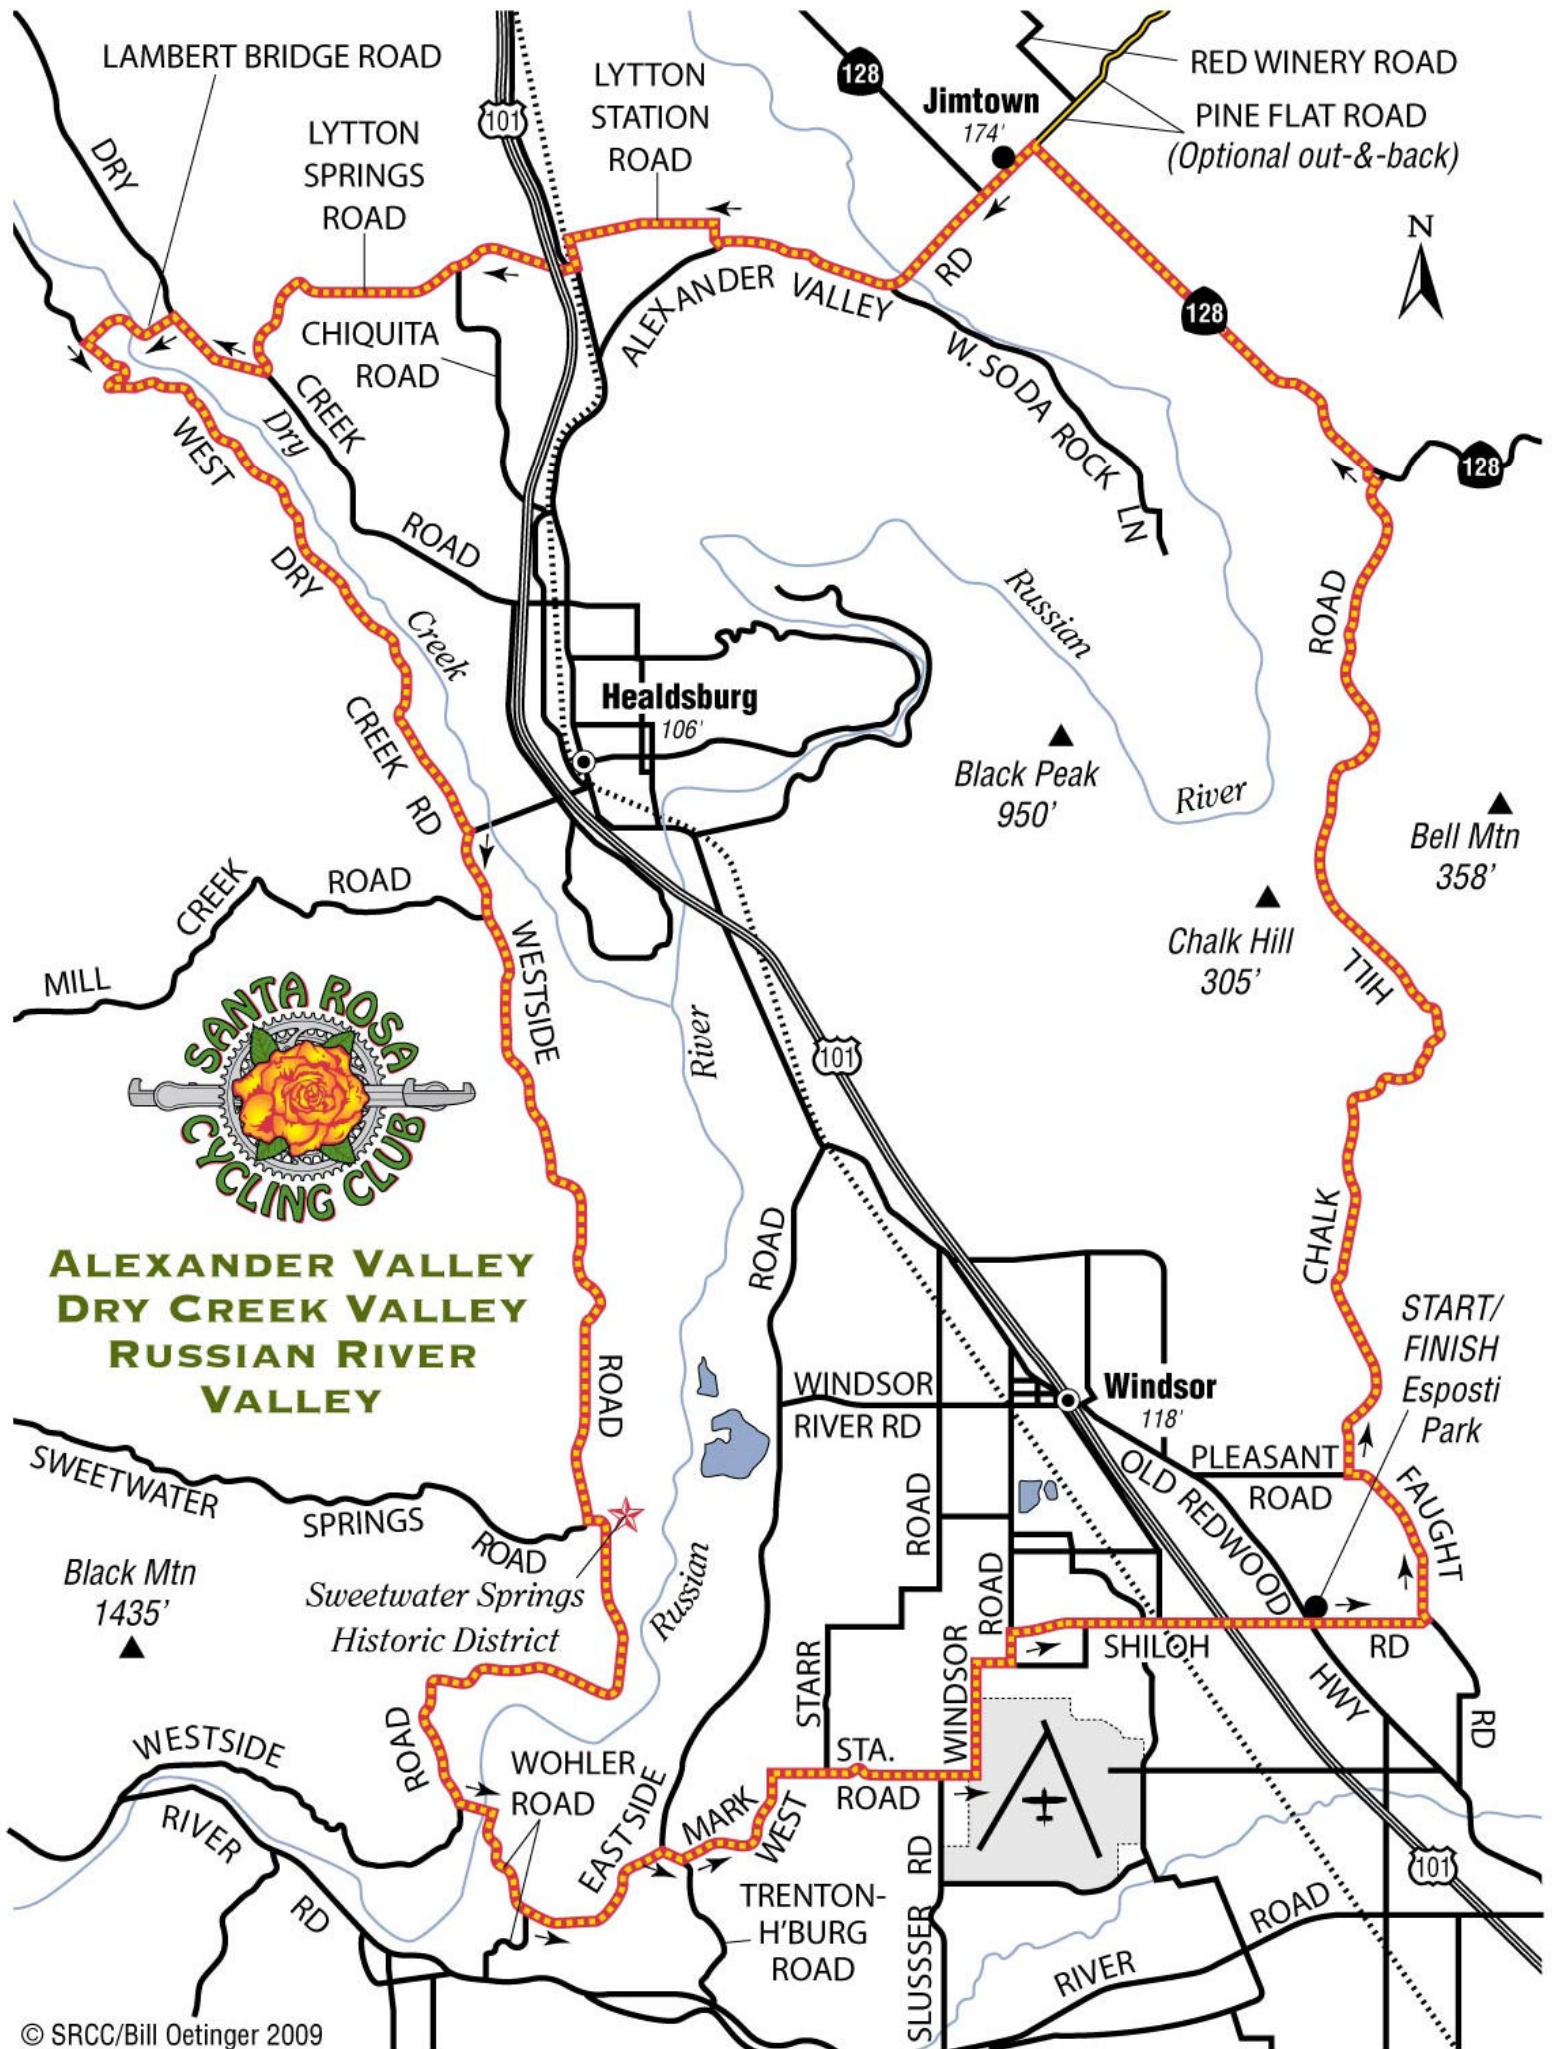 LAMBERT BRIDGE ROAD
LYTTON
STATION
ROAD
128
RED WINERY ROAD
Jimtown
174'
PINE FLAT ROAD
(Optional out-&-back)
101
LYTTON
SPRINGS
ROAD
DRY
N
RD
ALEXANDER VALLEY
128
CHIQUITA
ROAD
W. SODA ROCK LN
CREEK
Dry
WEST
128
ROAD
DRY
Creek
Russian
ROAD
Healdsburg
106'
CREEK RD
Black Peak
950'
River
Bell Mtn
358'
CREEK
ROAD
MILL
WESTSIDE
Chalk Hill
305'
HILL
SANTA ROSA
CYCLING CLUB
River
101
ALEXANDER VALLEY
DRY CREEK VALLEY
RUSSIAN RIVER
VALLEY
ROAD
CHALK
START/
FINISH
Esposti
Park
WINDSOR
RIVER RD
Windsor
118'
ROAD
SWEETWATER
SPRINGS
ROAD
PLEASANT
ROAD
OLD REDWOOD
FAUGHT
ROAD
ROAD
Black Mtn
1435'
Sweetwater Springs
Historic District
Russian
SHILOH
RD
HWY
RD
STARR
WINDSOR
ROAD
WESTSIDE
WOHLER
ROAD
STA.
ROAD
MARK
WEST
EASTSIDE
RIVER
RD
RD
101
TRENTON-
H'BURG
ROAD
SLUSSSER
ROAD
RIVER
© SRCC/Bill Oetinger 2009